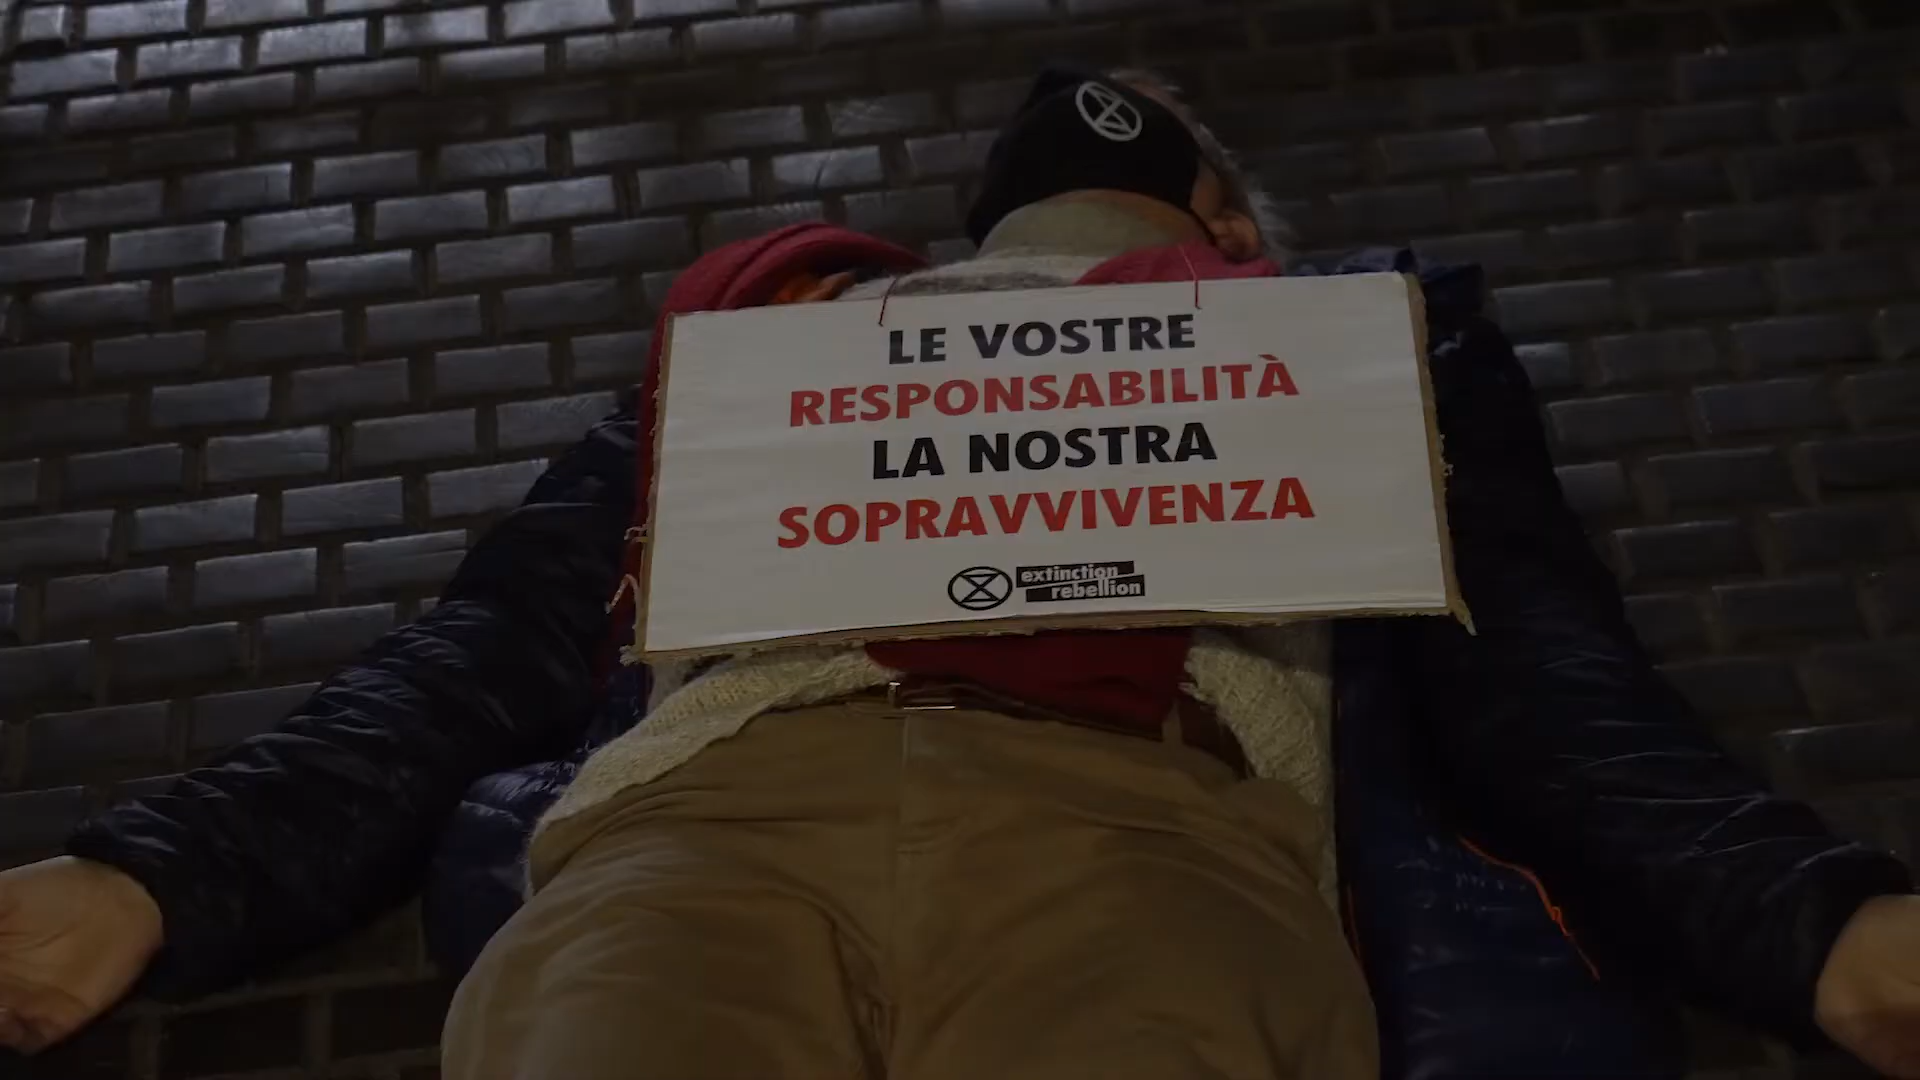 LE VOSTRE
RESPONSABILITÀ
LA NOSTRA
SOPRAVVIVENZA
extinction
rebellion